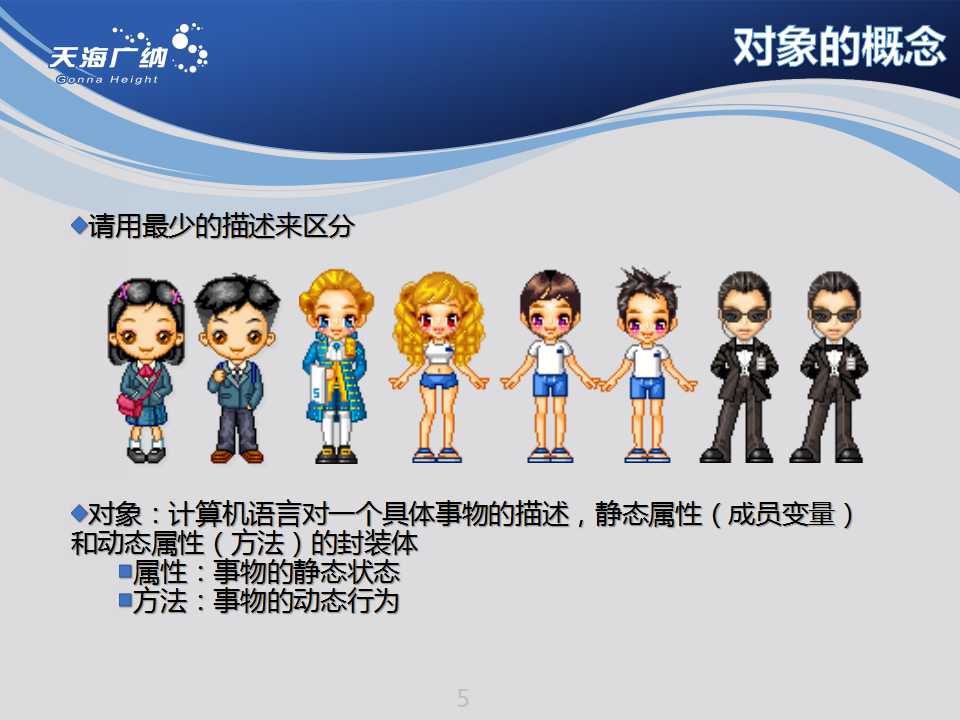 天海广纳
Gonna Height
对象的概念
请用最少的描述来区分
5
对象：计算机语言对一个具体事物的描述，静态属性（成员变量）
和动态属性（方法）的封装体
属性：事物的静态状态
方法：事物的动态行为
5